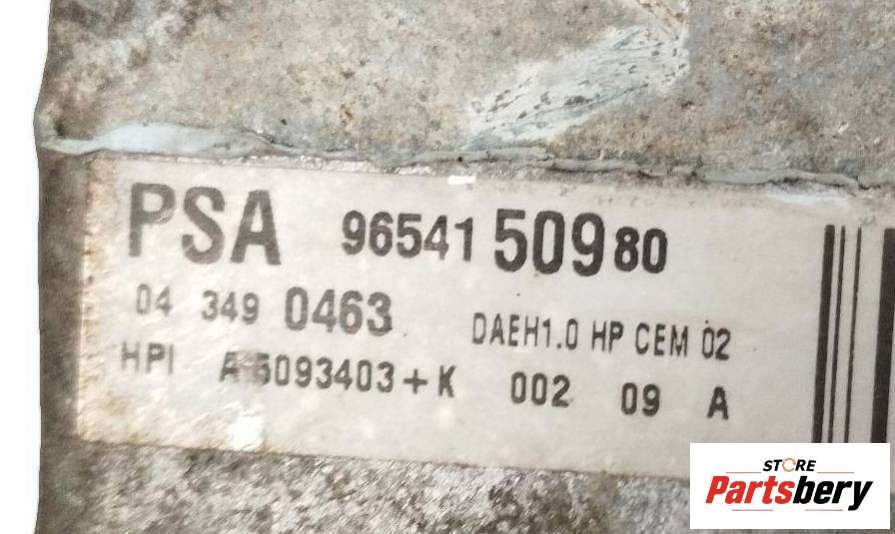 PSA 96541 509 80
04 349 0463 DAEH1.0 HP CEM 02
HPI A 5093403+K 002 09 A
STORE
Partsbery